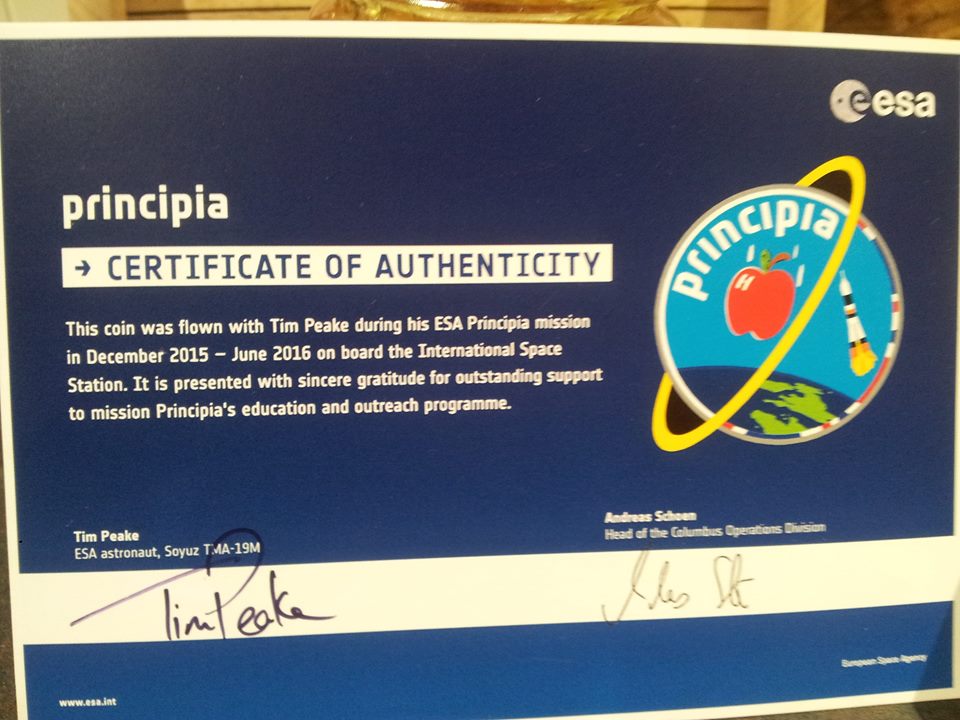 esa
principia
→ CERTIFICATE OF AUTHENTICITY
principia
This coin was flown with Tim Peake during his ESA Principia mission
in December 2015 – June 2016 on board the International Space
Station. It is presented with sincere gratitude for outstanding support
to mission Principia's education and outreach programme.
Tim Peake
ESA astronaut, Soyuz TMA-19M
Andreas Schoen
Head of the Columbus Operations Division
Tim Peake
European Space Agency
www.esa.int